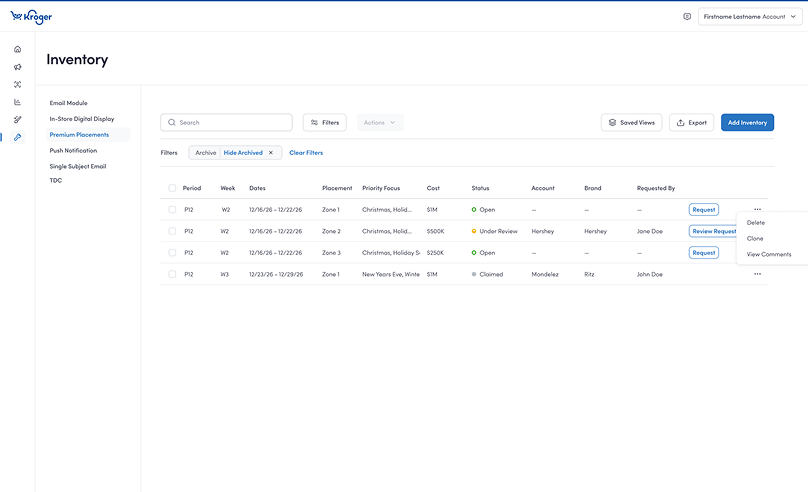 Kroger
Firstname Lastname Account
Inventory
Email Module
In-Store Digital Display
Premium Placements
Push Notification
Single Subject Email
TDC
Search
Filters
Actions
Saved Views
Export
Add Inventory
Filters Archive Hide Archived × Clear Filters
Period Week Dates Placement Priority Focus Cost Status Account Brand Requested By
P12 W2 12/16/26 – 12/22/26 Zone 1 Christmas, Holid... $1M Open – – – Request ...
P12 W2 12/16/26 – 12/22/26 Zone 2 Christmas, Holid... $500K Under Review Hershey Hershey Jane Doe Review Request
P12 W2 12/16/26 – 12/22/26 Zone 3 Christmas, Holiday S $250K Open – – – Request
P12 W3 12/23/26 – 12/29/26 Zone 1 New Years Eve, Winte $1M Claimed Mondelez Ritz John Doe ...
Delete
Clone
View Comments